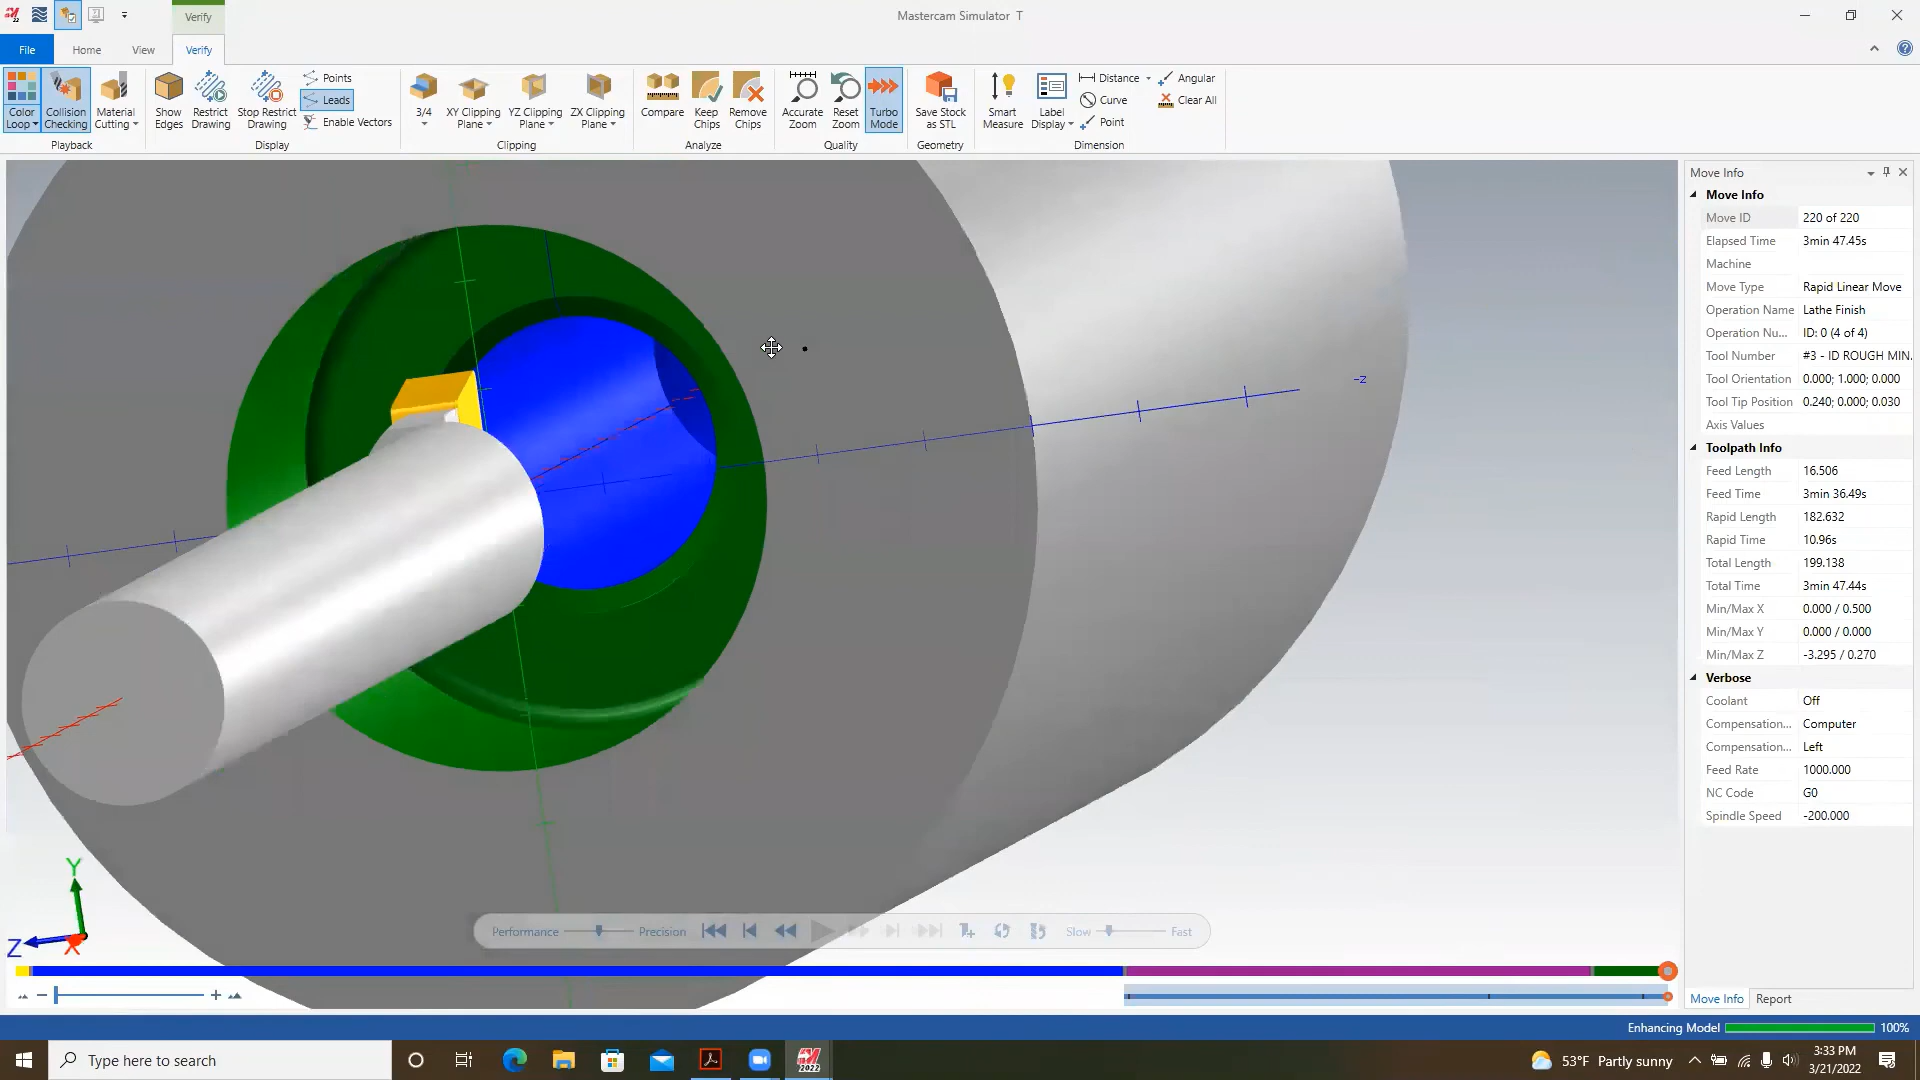 Verify
Mastercam Simulator T
File
Home
View
Verify
Color Loop
Collision Checking
Material Cutting
Playback
Show Edges
Restrict Drawing
Stop Restrict Drawing
Points
Leads
Enable Vectors
Display
3/4
XY Clipping Plane
YZ Clipping Plane
ZX Clipping Plane
Clipping
Compare
Keep Chips
Remove Chips
Analyze
Accurate Zoom
Reset Zoom
Turbo Mode
Quality
Save Stock as STL
Geometry
Smart Measure
Label Display
Distance
Curve
Point
Angular
Clear All
Dimension
-Z
Y
Z
X
Performance
Precision
Slow
Fast
Move Info
Move Info
Move ID 220 of 220
Elapsed Time 3min 47.45s
Machine
Move Type Rapid Linear Move
Operation Name Lathe Finish
Operation Nu... ID: 0 (4 of 4)
Tool Number #3 - ID ROUGH MIN.
Tool Orientation 0.000; 1.000; 0.000
Tool Tip Position 0.240; 0.000; 0.030
Axis Values
Toolpath Info
Feed Length 16.506
Feed Time 3min 36.49s
Rapid Length 182.632
Rapid Time 10.96s
Total Length 199.138
Total Time 3min 47.44s
Min/Max X 0.000 / 0.500
Min/Max Y 0.000 / 0.000
Min/Max Z -3.295 / 0.270
Verbose
Coolant Off
Compensation... Computer
Compensation... Left
Feed Rate 1000.000
NC Code G0
Spindle Speed -200.000
Move Info Report
Enhancing Model 100%
Type here to search
2022
53°F Partly sunny
3:33 PM
3/21/2022